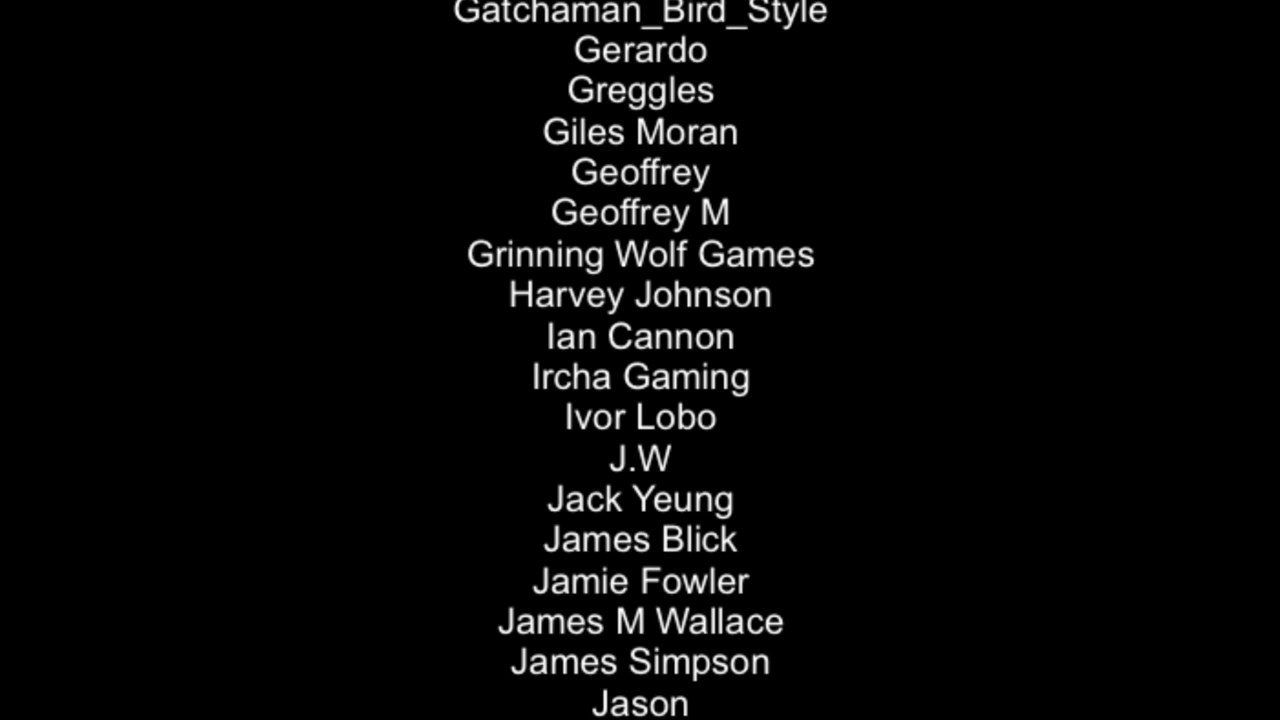 Gatchaman_Bird_Style
Gerardo
Greggles
Giles Moran
Geoffrey
Geoffrey M
Grinning Wolf Games
Harvey Johnson
Ian Cannon
Ircha Gaming
Ivor Lobo
J.W
Jack Yeung
James Blick
Jamie Fowler
James M Wallace
James Simpson
Jason